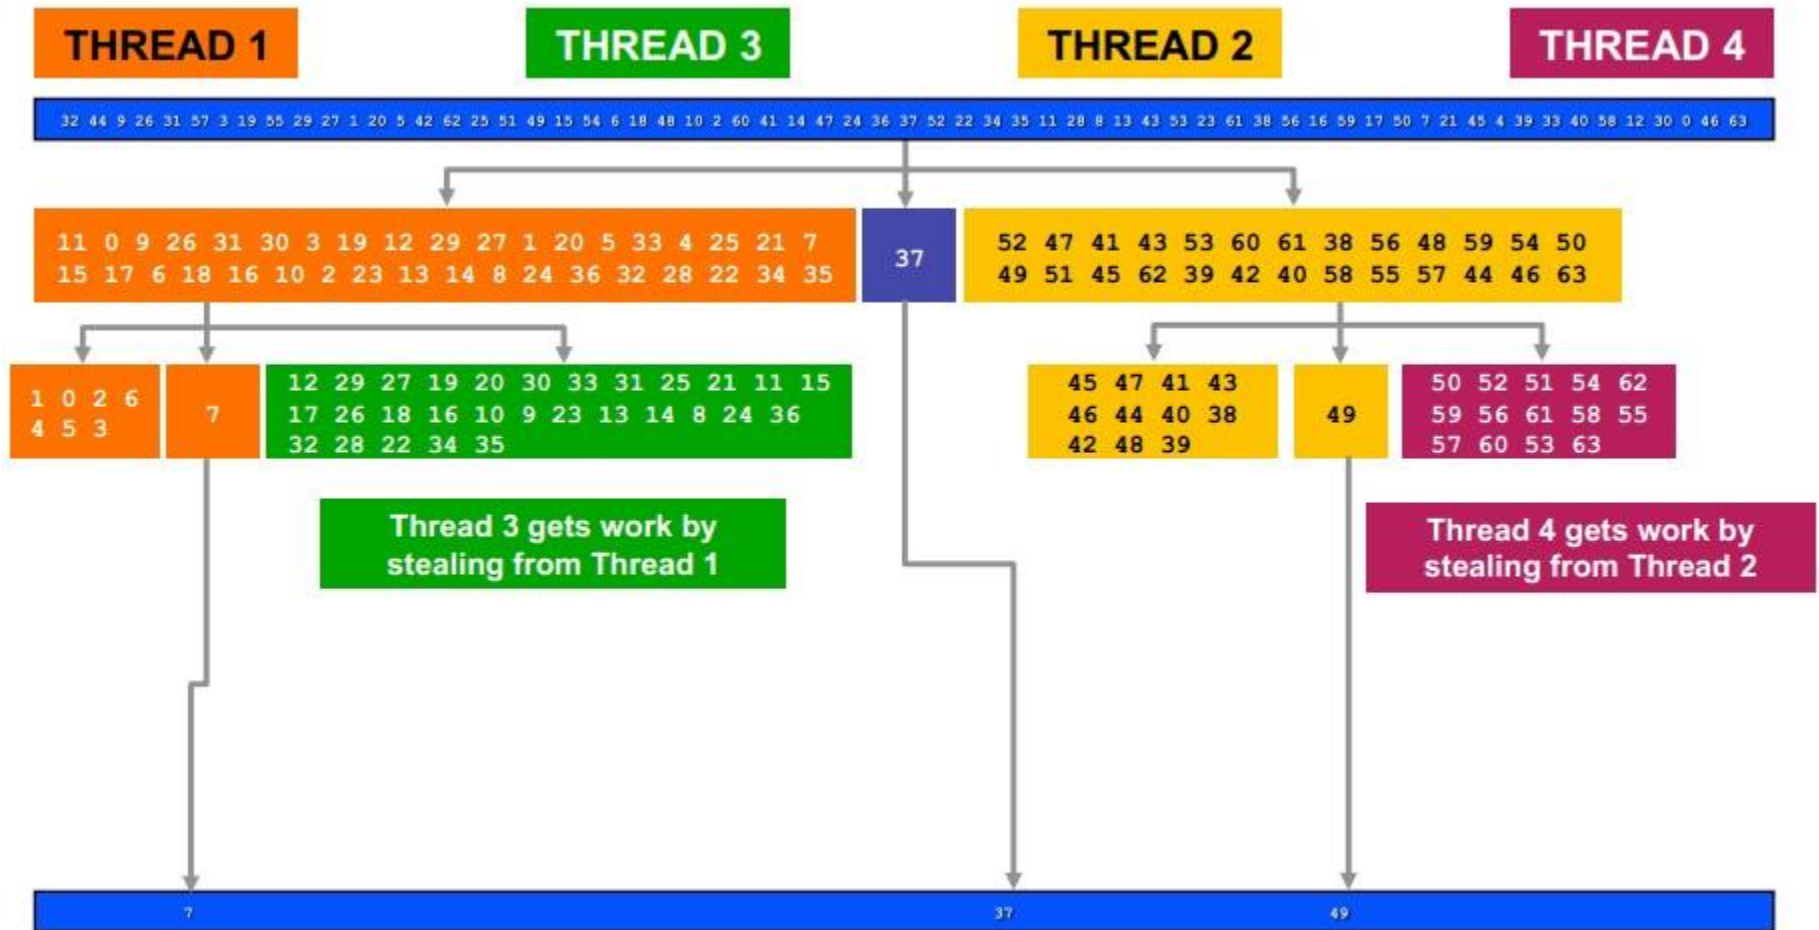 THREAD 1
THREAD 3
THREAD 2
THREAD 4
32 44 9 26 31 57 3 19 55 29 27 1 20 5 42 62 25 51 49 15 54 6 18 48 10 2 60 41 14 47 24 36 37 52 22 34 35 11 28 8 13 43 53 23 61 38 56 16 59 17 50 7 21 45 4 39 33 40 58 12 30 0 46 63
11 0 9 26 31 30 3 19 12 29 27 1 20 5 33 4 25 21 7
15 17 6 18 16 10 2 23 13 14 8 24 36 32 28 22 34 35
37
52 47 41 43 53 60 61 38 56 48 59 54 50
49 51 45 62 39 42 40 58 55 57 44 46 63
1 0 2 6
4 5 3
7
12 29 27 19 20 30 33 31 25 21 11 15
17 26 18 16 10 9 23 13 14 8 24 36
32 28 22 34 35
45 47 41 43
46 44 40 38
42 48 39
49
50 52 51 54 62
59 56 61 58 55
57 60 53 63
Thread 3 gets work by
stealing from Thread 1
Thread 4 gets work by
stealing from Thread 2
7
37
49